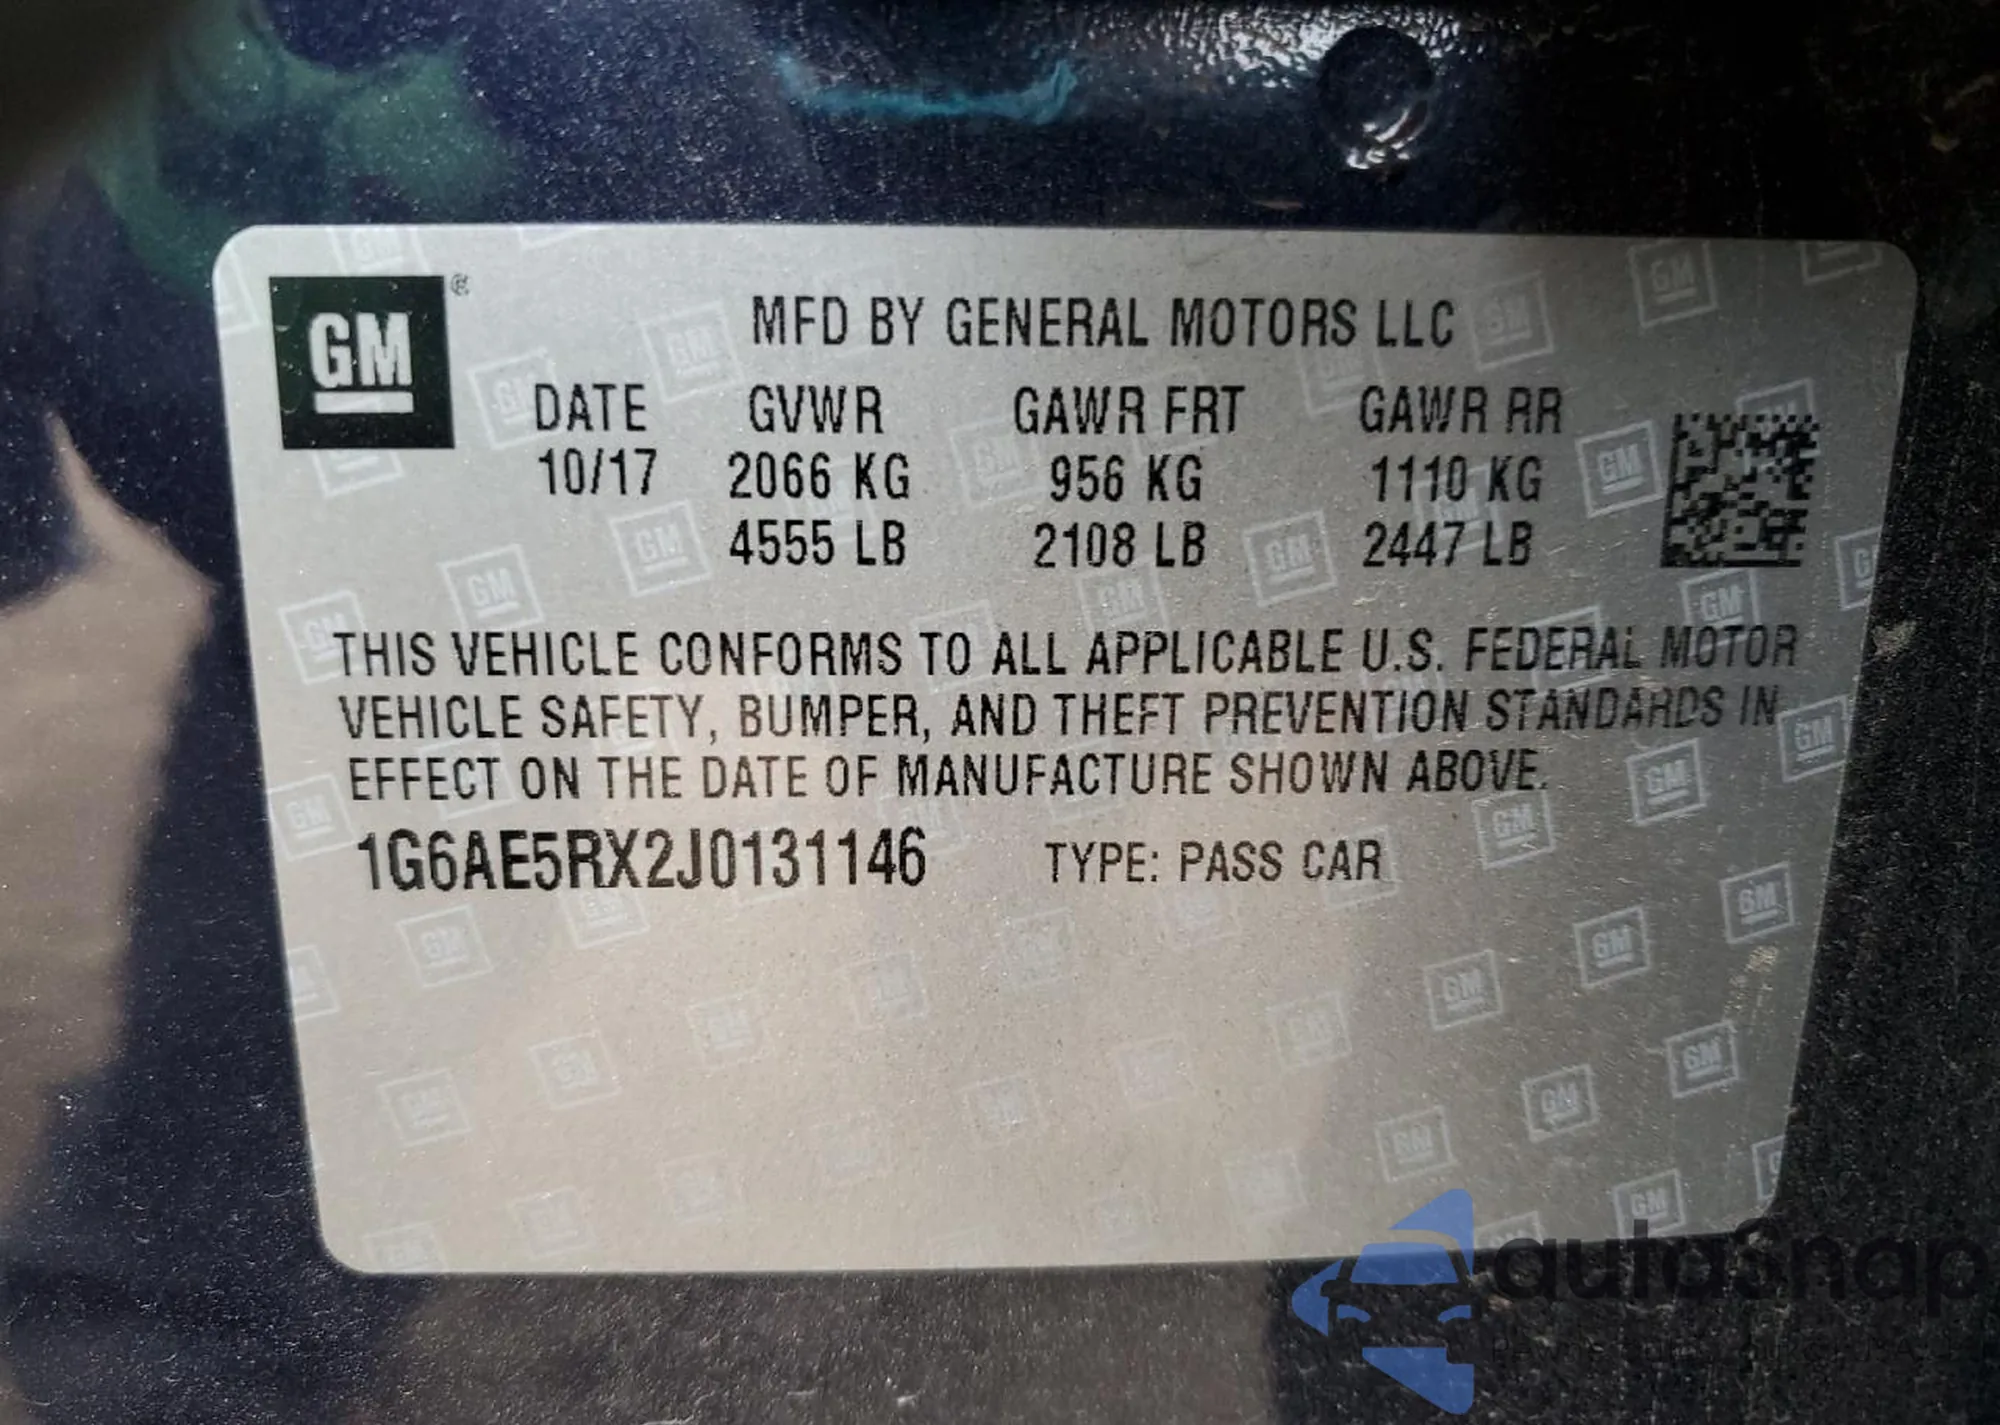 GM
MFD BY GENERAL MOTORS LLC
DATE GVWR GAWR FRT GAWR RR
10/17 2066 KG 956 KG 1110 KG
4555 LB 2108 LB 2447 LB
THIS VEHICLE CONFORMS TO ALL APPLICABLE U.S. FEDERAL MOTOR
VEHICLE SAFETY, BUMPER, AND THEFT PREVENTION STANDARDS IN
EFFECT ON THE DATE OF MANUFACTURE SHOWN ABOVE.
1G6AE5RX2J0131146 TYPE: PASS CAR
autoSnap